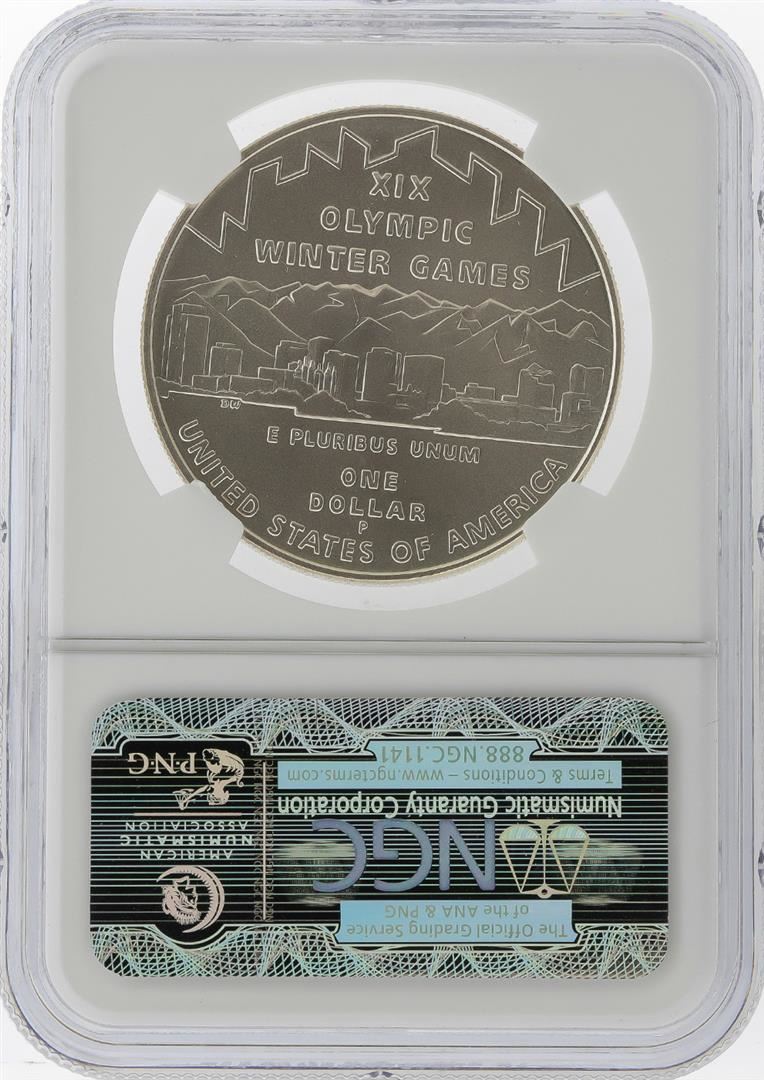 XIX
OLYMPIC
WINTER GAMES
DW
E PLURIBUS UNUM
ONE
DOLLAR
P
UNITED STATES OF AMERICA
The Official Grading Service
of the ANA & PNG
NGC
Numismatic Guaranty Corporation
Terms & Conditions – www.ngcterms.com
888.NGC.1141
AMERICAN
NUMISMATIC
ASSOCIATION
P·N·G